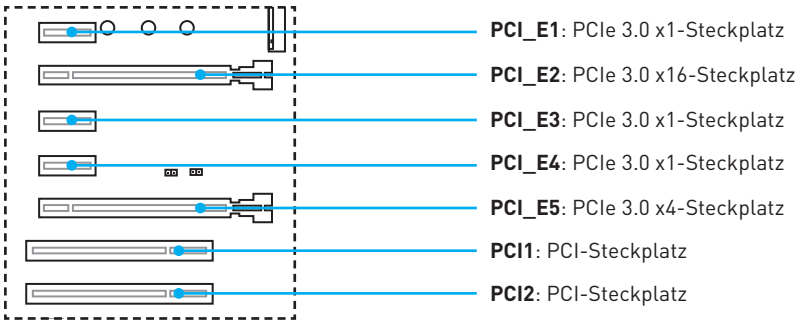 PCI_E1: PCIe 3.0 x1-Steckplatz
PCI_E2: PCIe 3.0 x16-Steckplatz
PCI_E3: PCIe 3.0 x1-Steckplatz
PCI_E4: PCIe 3.0 x1-Steckplatz
PCI_E5: PCIe 3.0 x4-Steckplatz
PCI1: PCI-Steckplatz
PCI2: PCI-Steckplatz